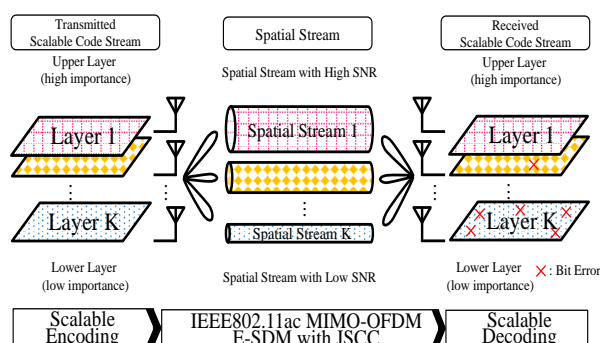 Transmitted
Scalable Code Stream
Spatial Stream
Received
Scalable Code Stream
Upper Layer
(high importance)
Spatial Stream with High SNR
Upper Layer
(high importance)
Layer 1
Spatial Stream 1
Layer 1
Layer K
Spatial Stream K
Layer K
Lower Layer
(low importance)
Spatial Stream with Low SNR
Lower Layer
(low importance)
× : Bit Error
Scalable
Encoding
IEEE802.11ac MIMO-OFDM
E-SDM with JSCC
Scalable
Decoding